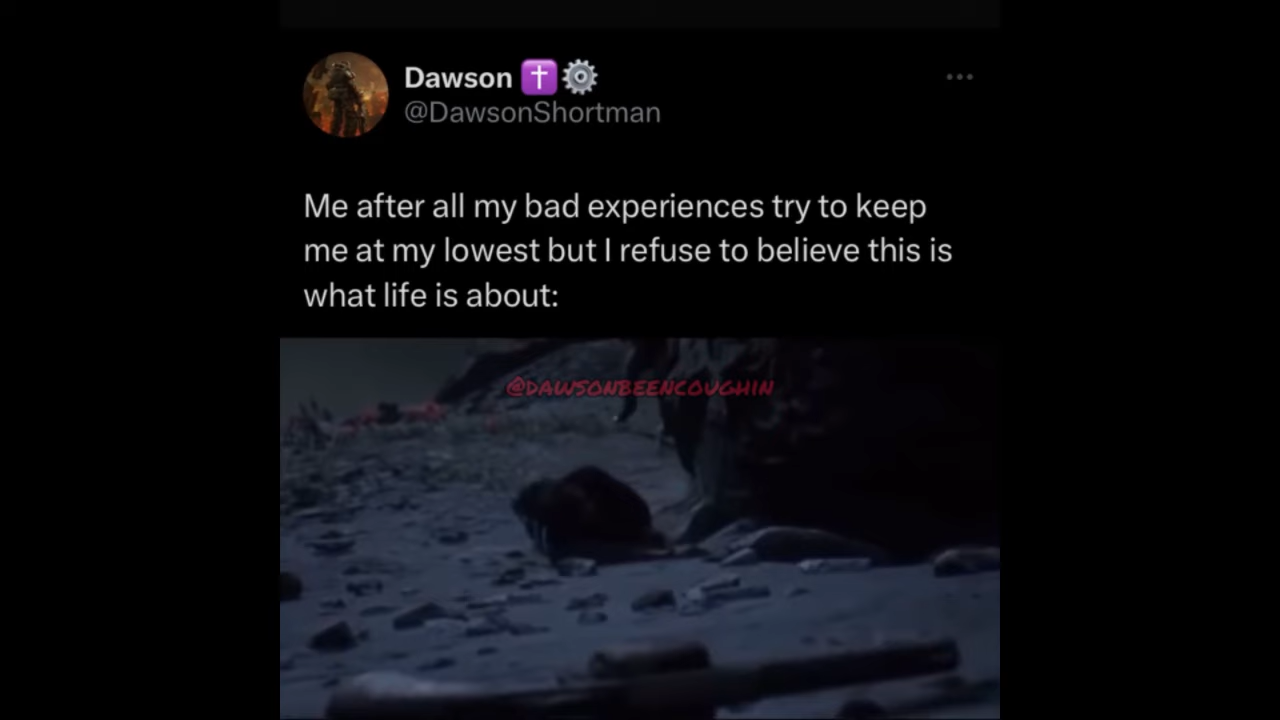 Dawson ✝️⚙️
@DawsonShortman
Me after all my bad experiences try to keep
me at my lowest but I refuse to believe this is
what life is about:
@DAWSONBEENCOUGHIN